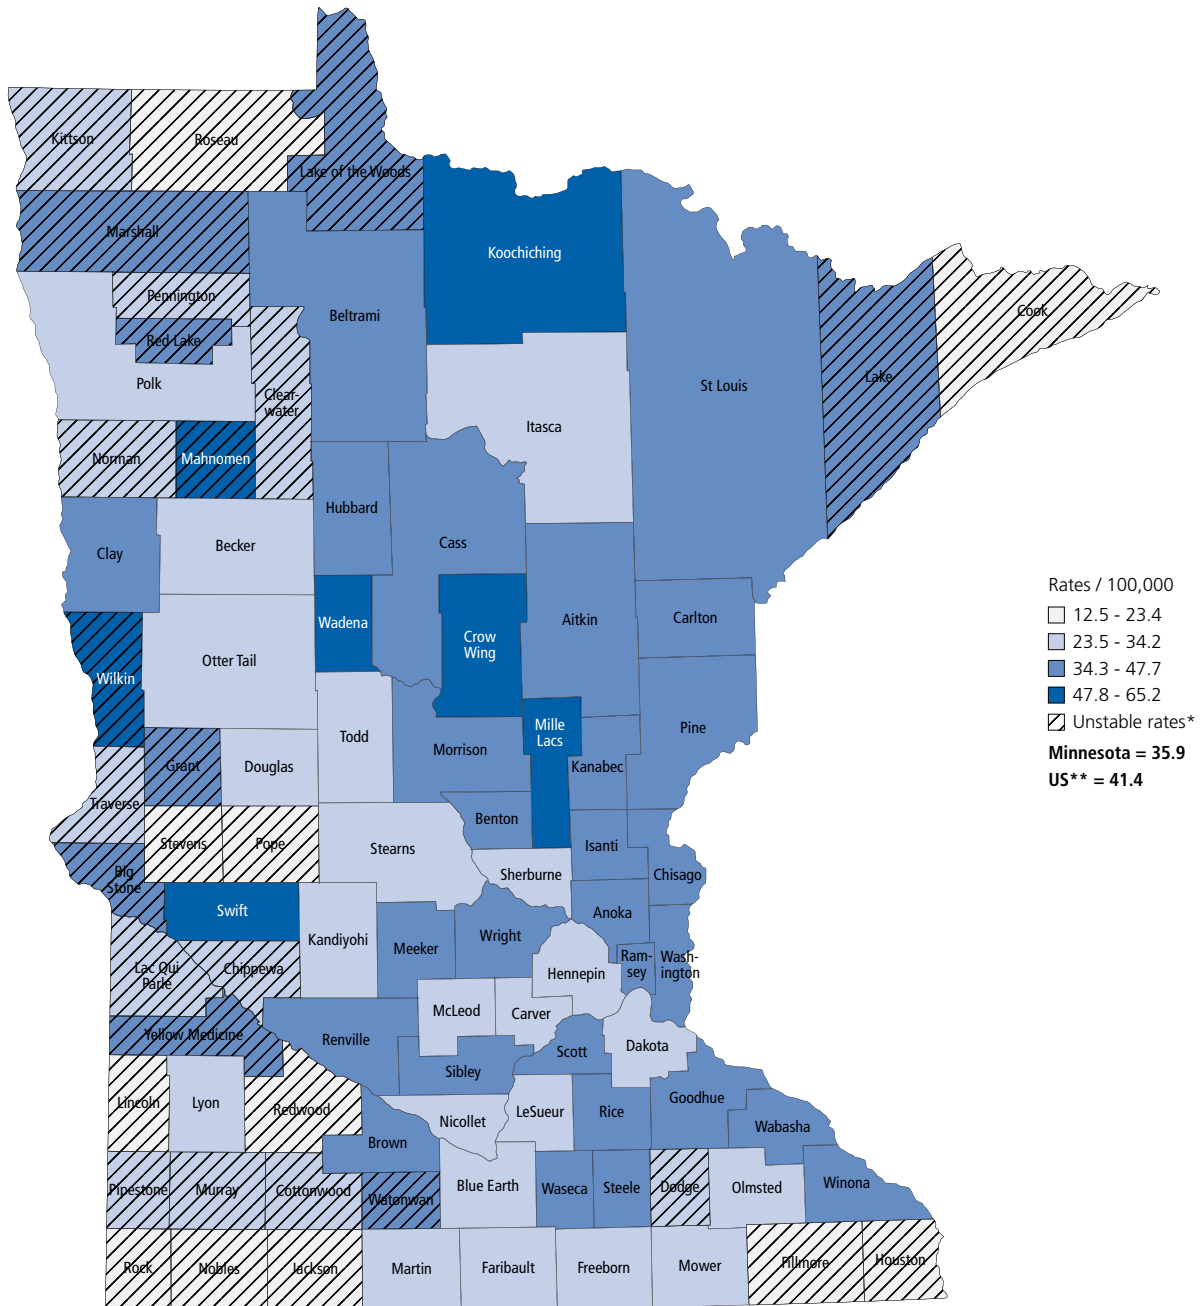 Kittson
Roseau
Lake of the Woods
Marshall
Koochiching
Pennington
Beltrami
Cook
Red Lake
Polk
Clear-
water
St Louis
Lake
Itasca
Norman
Mahnomen
Hubbard
Clay
Becker
Cass
Wadena
Crow
Wing
Aitkin
Carlton
Otter Tail
Wilkin
Todd
Mille
Lacs
Pine
Morrison
Grant
Douglas
Kanabec
Traverse
Benton
Stevens
Pope
Stearns
Isanti
Big
Stone
Sherburne
Chisago
Swift
Anoka
Kandiyohi
Meeker
Wright
Ram-
sey
Wash-
ington
Lac Qui
Parle
Chippewa
Hennepin
McLeod
Carver
Yellow Medicine
Renville
Scott
Dakota
Sibley
Lincoln
Lyon
Redwood
Nicollet
LeSueur
Rice
Goodhue
Brown
Wabasha
Pipestone
Murray
Cottonwood
Watonwan
Blue Earth
Waseca
Steele
Dodge
Olmsted
Winona
Rock
Nobles
Jackson
Martin
Faribault
Freeborn
Mower
Fillmore
Houston
Rates / 100,000
12.5 - 23.4
23.5 - 34.2
34.3 - 47.7
47.8 - 65.2
Unstable rates*
Minnesota = 35.9
US** = 41.4